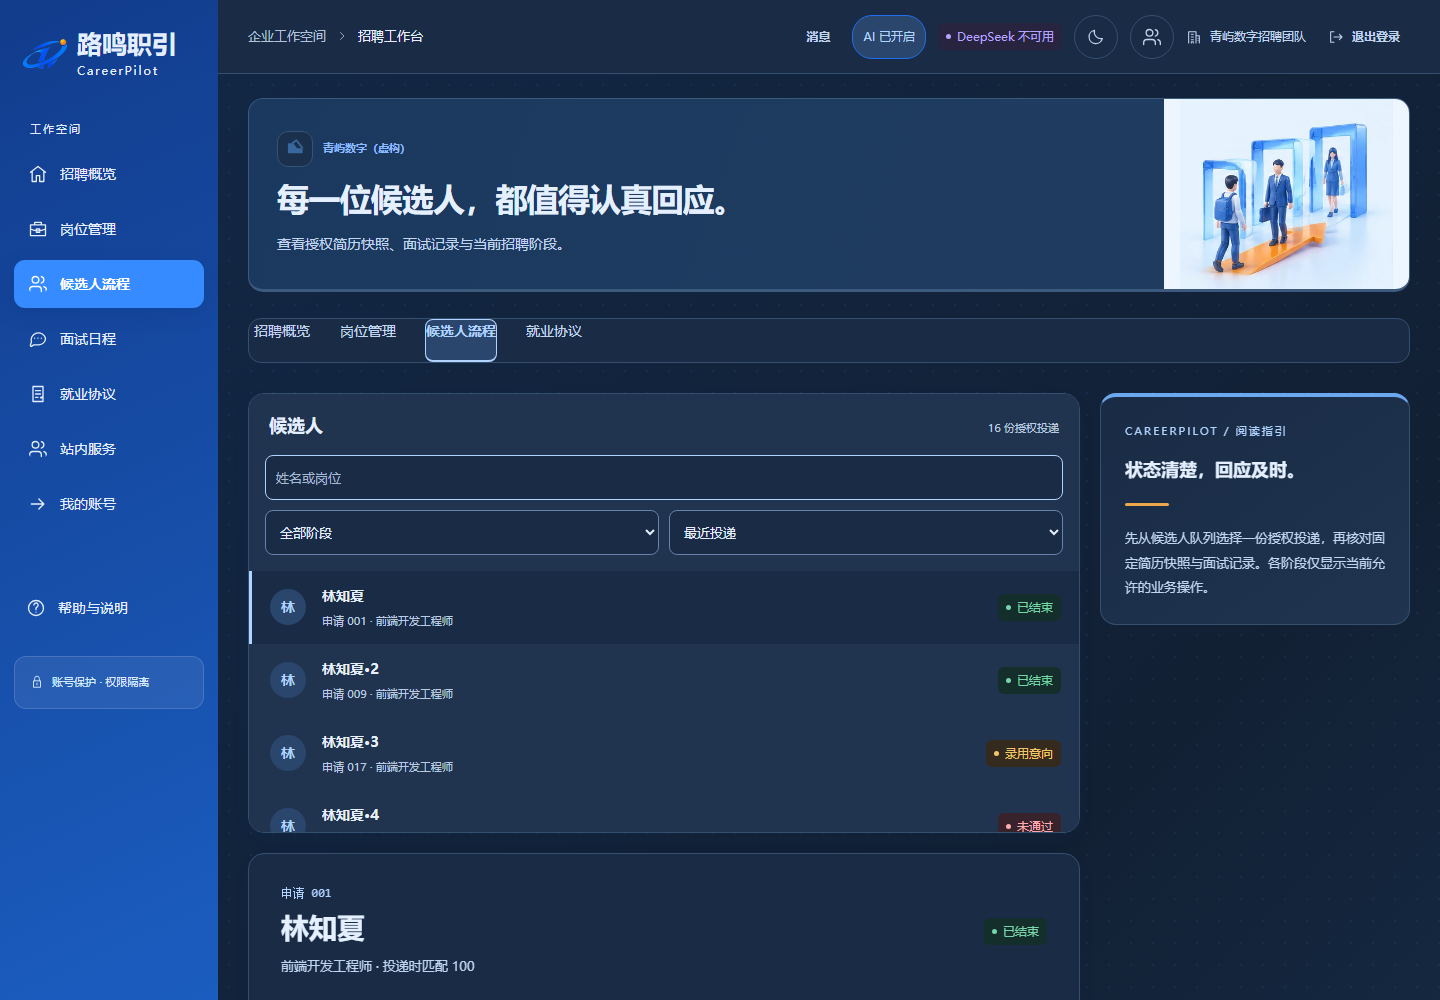 路鸣职引
CareerPilot
工作空间
招聘概览
岗位管理
候选人流程
面试日程
就业协议
站内服务
我的账号
帮助与说明
账号保护 · 权限隔离
企业工作空间 > 招聘工作台
消息
AI 已开启
DeepSeek 不可用
青屿数字招聘团队
退出登录
青屿数字（虚构）
每一位候选人，都值得认真回应。
查看授权简历快照、面试记录与当前招聘阶段。
招聘概览 岗位管理 候选人流程 就业协议
候选人
16 份授权投递
姓名或岗位
全部阶段
最近投递
林
林知夏
申请 001 · 前端开发工程师
已结束
林
林知夏•2
申请 009 · 前端开发工程师
已结束
林
林知夏•3
申请 017 · 前端开发工程师
录用意向
林
林知夏•4
未通过
CAREERPILOT / 阅读指引
状态清楚，回应及时。
先从候选人队列选择一份授权投递，再核对固
定简历快照与面试记录。各阶段仅显示当前允
许的业务操作。
申请 001
林知夏
前端开发工程师 · 投递时匹配 100
已结束